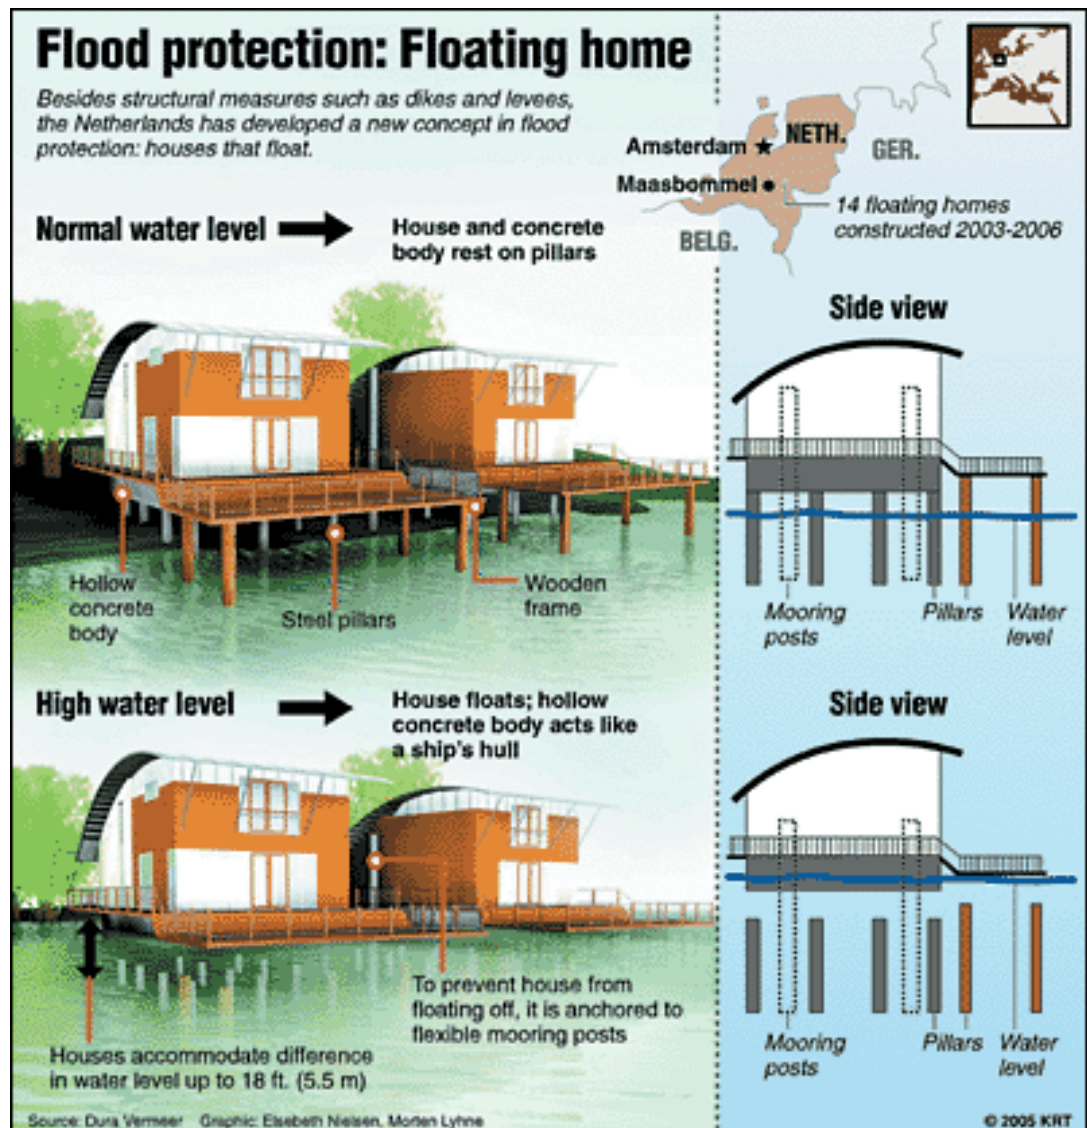 Flood protection: Floating home
Besides structural measures such as dikes and levees,
the Netherlands has developed a new concept in flood
protection: houses that float.
Amsterdam
NETH.
GER.
Maasbommel
14 floating homes
constructed 2003-2006
BELG.
Normal water level
House and concrete
body rest on pillars
Side view
Hollow
concrete
body
Steel pillars
Wooden
frame
Mooring
posts
Pillars
Water
level
High water level
House floats; hollow
concrete body acts like
a ship's hull
Side view
To prevent house from
floating off, it is anchored to
flexible mooring posts
Houses accommodate difference
in water level up to 18 ft. (5.5 m)
Mooring
posts
Pillars
Water
level
Source: Dura Vermeer Graphic: Elsebeth Nielsen, Morten Lyhne
© 2005 KRT